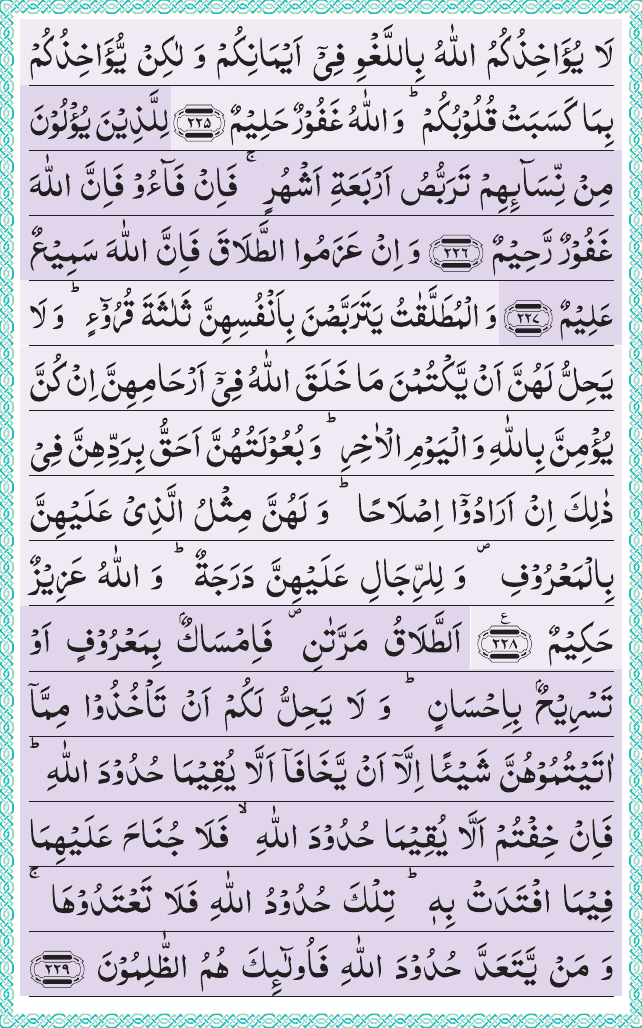 لَا يُؤَاخِذُكُمُ اللّٰهُ بِاللَّغْوِ فِیْۤ اَیْمَانِكُمْ وَ لٰكِنْ یُّؤَاخِذُكُمْ
بِمَا كَسَبَتْ قُلُوْبُكُمْ ؕ وَ اللّٰهُ غَفُوْرٌ حَلِیْمٌ ﴿۲۲۵﴾ لِلَّذِیْنَ یُؤْلُوْنَ
مِنْ نِّسَآىِٕهِمْ تَرَبُّصُ اَرْبَعَةِ اَشْهُرٍ ۚ فَاِنْ فَآءُوْ فَاِنَّ اللّٰهَ
غَفُوْرٌ رَّحِیْمٌ ﴿۲۲۶﴾ وَ اِنْ عَزَمُوا الطَّلَاقَ فَاِنَّ اللّٰهَ سَمِیْعٌ
عَلِیْمٌ ﴿۲۲۷﴾ وَ الْمُطَلَّقٰتُ یَتَرَبَّصْنَ بِاَنْفُسِهِنَّ ثَلٰثَةَ قُرُوْٓءٍ ؕ وَ لَا
یَحِلُّ لَهُنَّ اَنْ یَّكْتُمْنَ مَا خَلَقَ اللّٰهُ فِیْۤ اَرْحَامِهِنَّ اِنْ كُنَّ
یُؤْمِنَّ بِاللّٰهِ وَ الْیَوْمِ الْاٰخِرِ ؕ وَ بُعُوْلَتُهُنَّ اَحَقُّ بِرَدِّهِنَّ فِیْ
ذٰلِكَ اِنْ اَرَادُوْۤا اِصْلَاحًا ؕ وَ لَهُنَّ مِثْلُ الَّذِیْ عَلَیْهِنَّ
بِالْمَعْرُوْفِ ۪ وَ لِلرِّجَالِ عَلَیْهِنَّ دَرَجَةٌ ؕ وَ اللّٰهُ عَزِیْزٌ
حَكِیْمٌ ﴿۲۲۸﴾ ع اَلطَّلَاقُ مَرَّتٰنِ ۪ فَاِمْسَاكٌۢ بِمَعْرُوْفٍ اَوْ
تَسْرِیْحٌۢ بِاِحْسَانٍ ؕ وَ لَا یَحِلُّ لَكُمْ اَنْ تَاْخُذُوْا مِمَّاۤ
اٰتَیْتُمُوْهُنَّ شَیْـًٔا اِلَّاۤ اَنْ یَّخَافَاۤ اَلَّا یُقِیْمَا حُدُوْدَ اللّٰهِ ؕ
فَاِنْ خِفْتُمْ اَلَّا یُقِیْمَا حُدُوْدَ اللّٰهِ ۙ فَلَا جُنَاحَ عَلَیْهِمَا
فِیْمَا افْتَدَتْ بِهٖ ؕ تِلْكَ حُدُوْدُ اللّٰهِ فَلَا تَعْتَدُوْهَا ۚ
وَ مَنْ یَّتَعَدَّ حُدُوْدَ اللّٰهِ فَاُولٰٓىِٕكَ هُمُ الظّٰلِمُوْنَ ﴿۲۲۹﴾